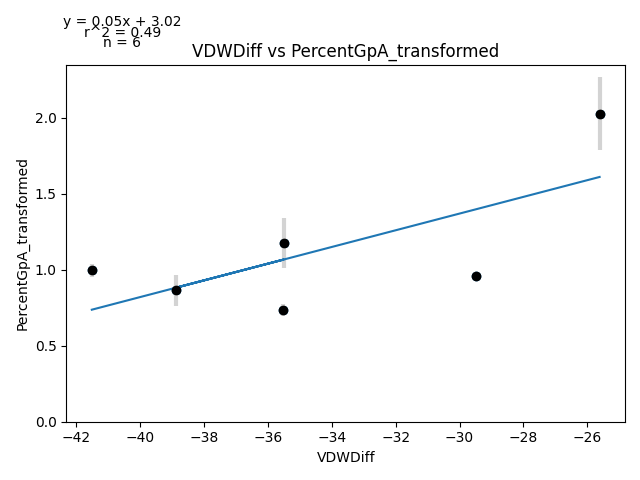 y = 0.05x + 3.02
r^2 = 0.49
n = 6
VDWDiff vs PercentGpA_transformed
PercentGpA_transformed
2.0
1.5
1.0
0.5
0.0
−42 −40 −38 −36 −34 −32 −30 −28 −26
VDWDiff